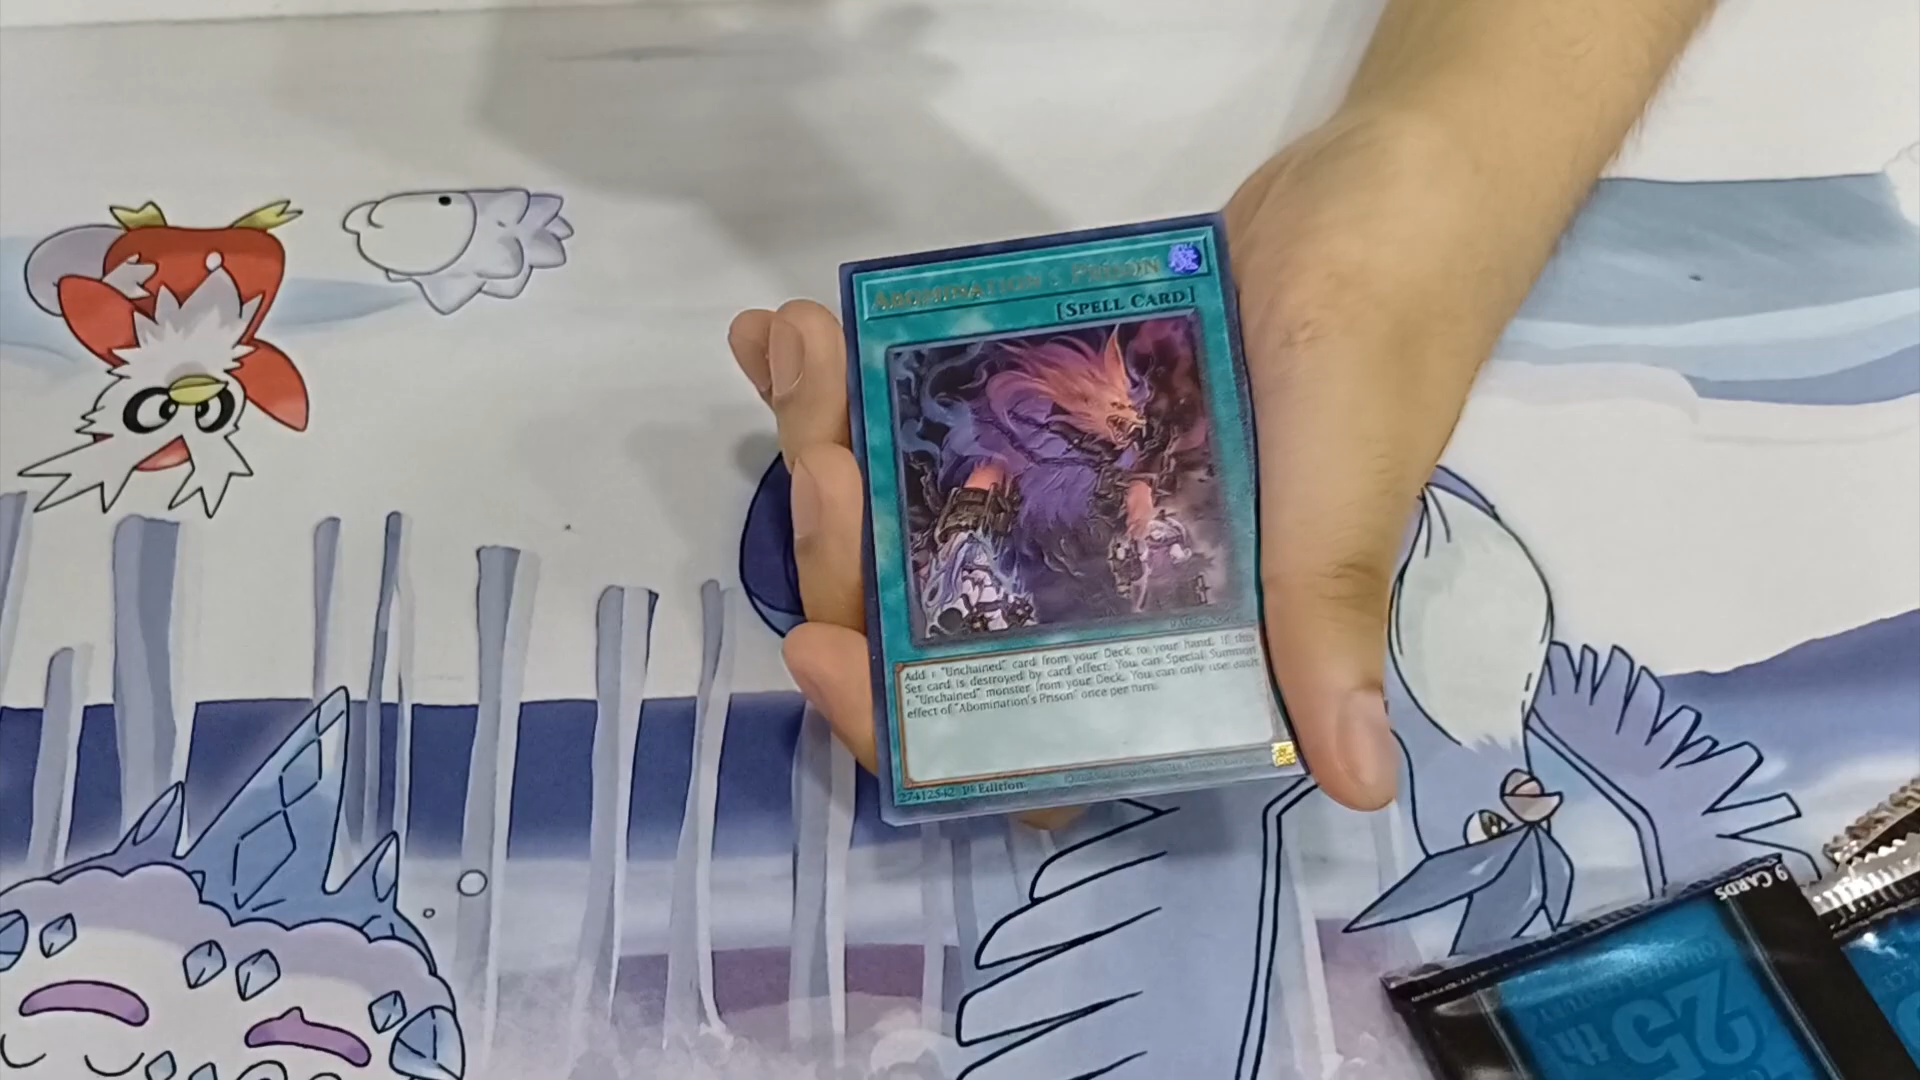 ABOMINATION'S PRISON
[SPELL CARD]
Add 1 "Unchained" card from your Deck to your hand. If this
Set card is destroyed by card effect: You can Special Summon
1 "Unchained" monster from your Deck. You can only use each
effect of "Abomination's Prison" once per turn.
27412542 1st Edition
9 CARDS
25
th